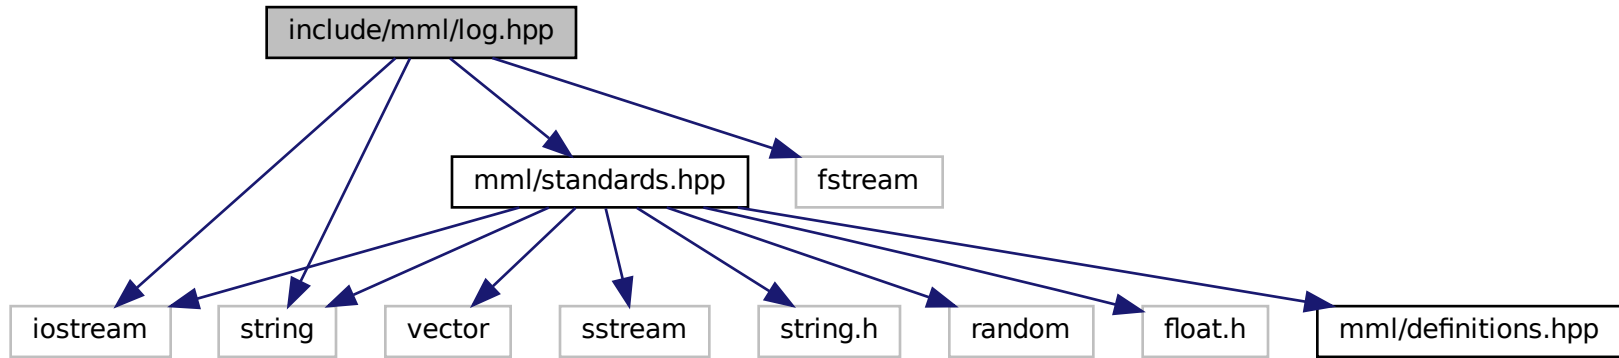 include/mml/log.hpp
mml/standards.hpp
fstream
iostream
string
vector
sstream
string.h
random
float.h
mml/definitions.hpp